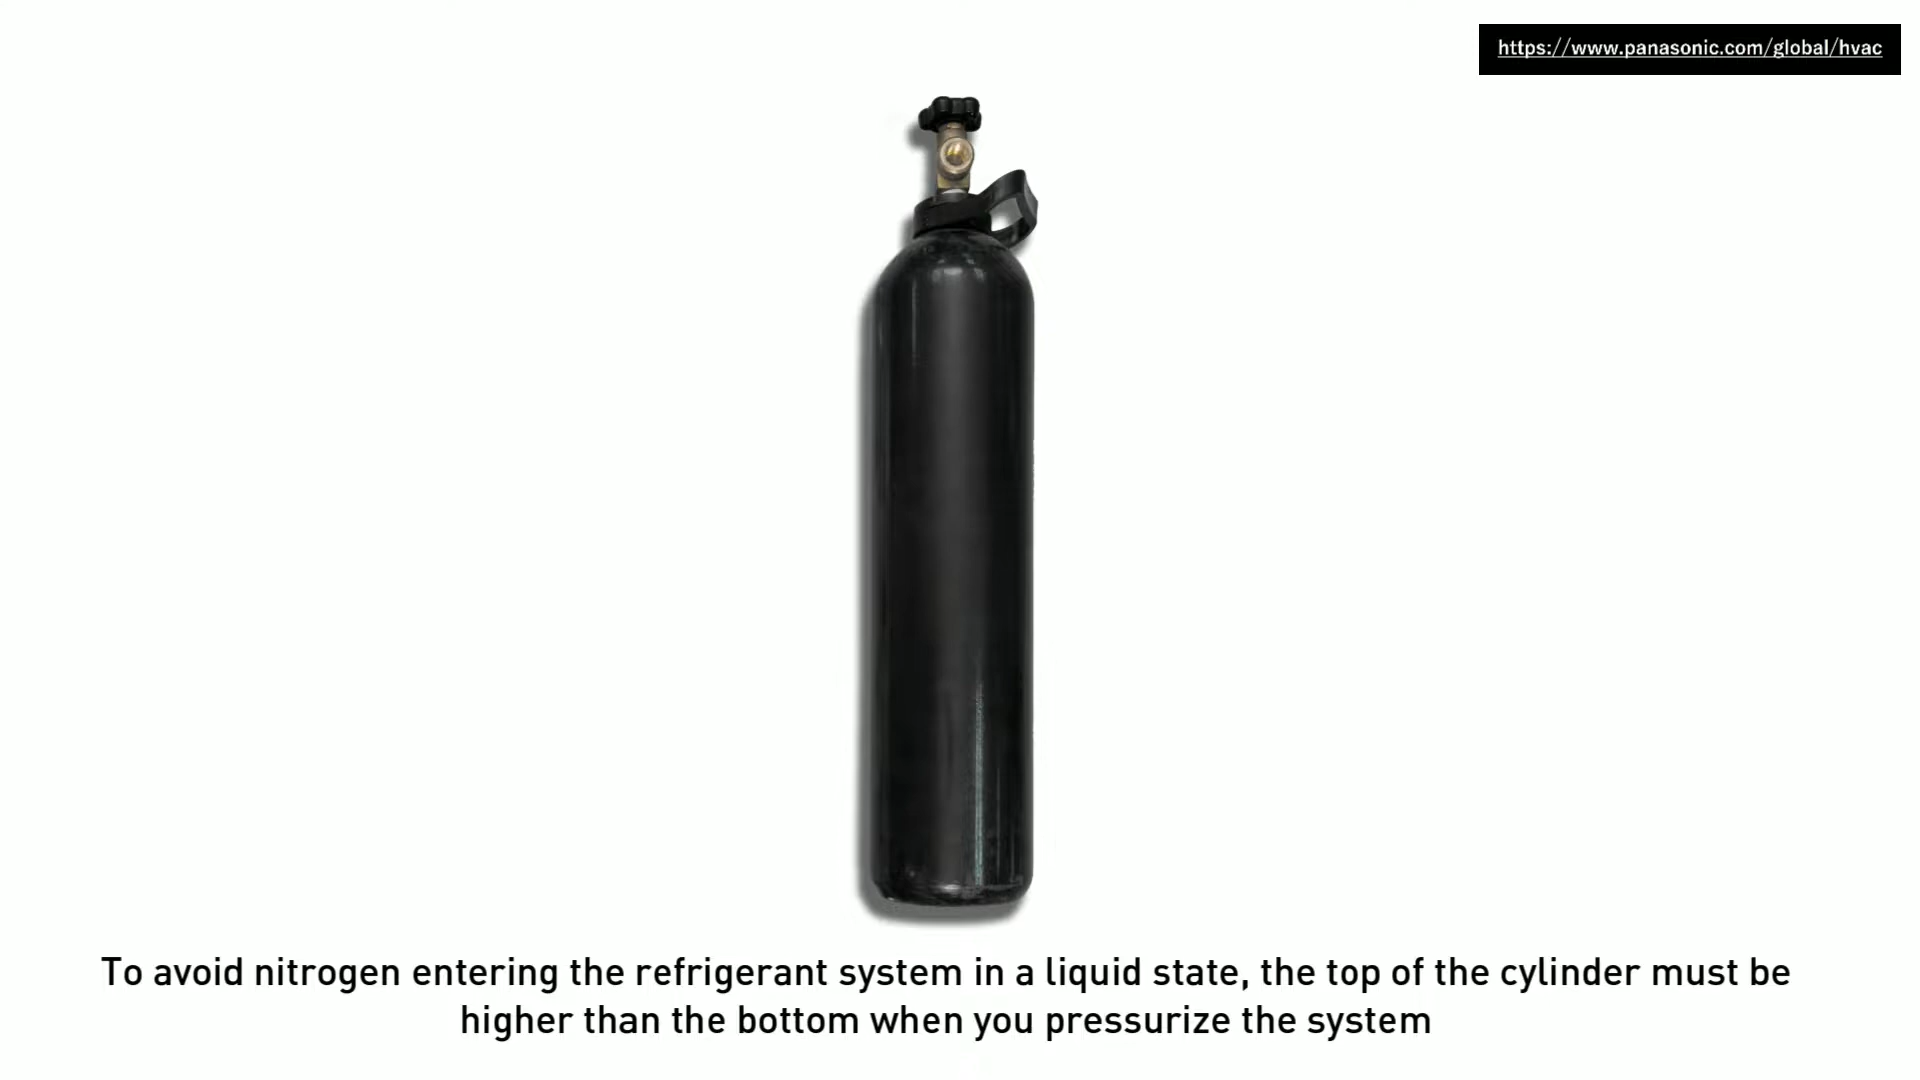 https://www.panasonic.com/global/hvac
To avoid nitrogen entering the refrigerant system in a liquid state, the top of the cylinder must be
higher than the bottom when you pressurize the system